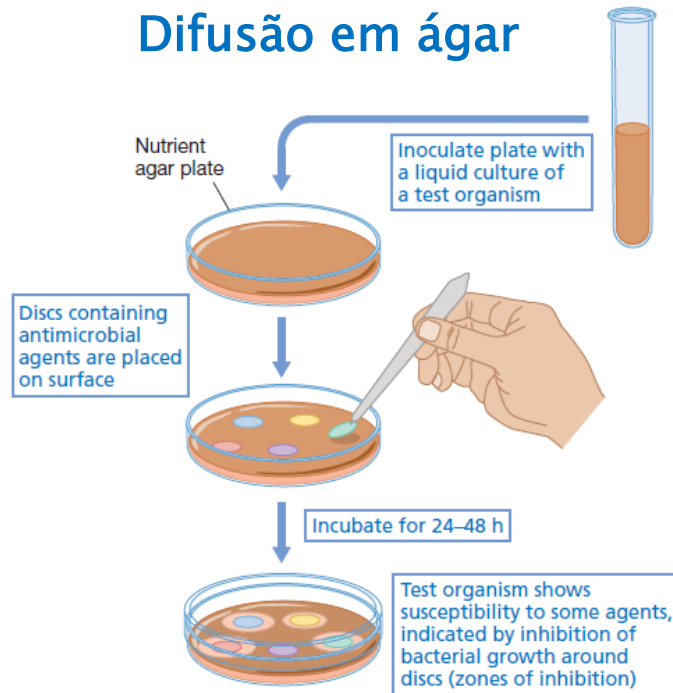 Difusão em ágar
Nutrient
agar plate
Inoculate plate with
a liquid culture of
a test organism
Discs containing
antimicrobial
agents are placed
on surface
Incubate for 24–48 h
Test organism shows
susceptibility to some agents,
indicated by inhibition of
bacterial growth around
discs (zones of inhibition)